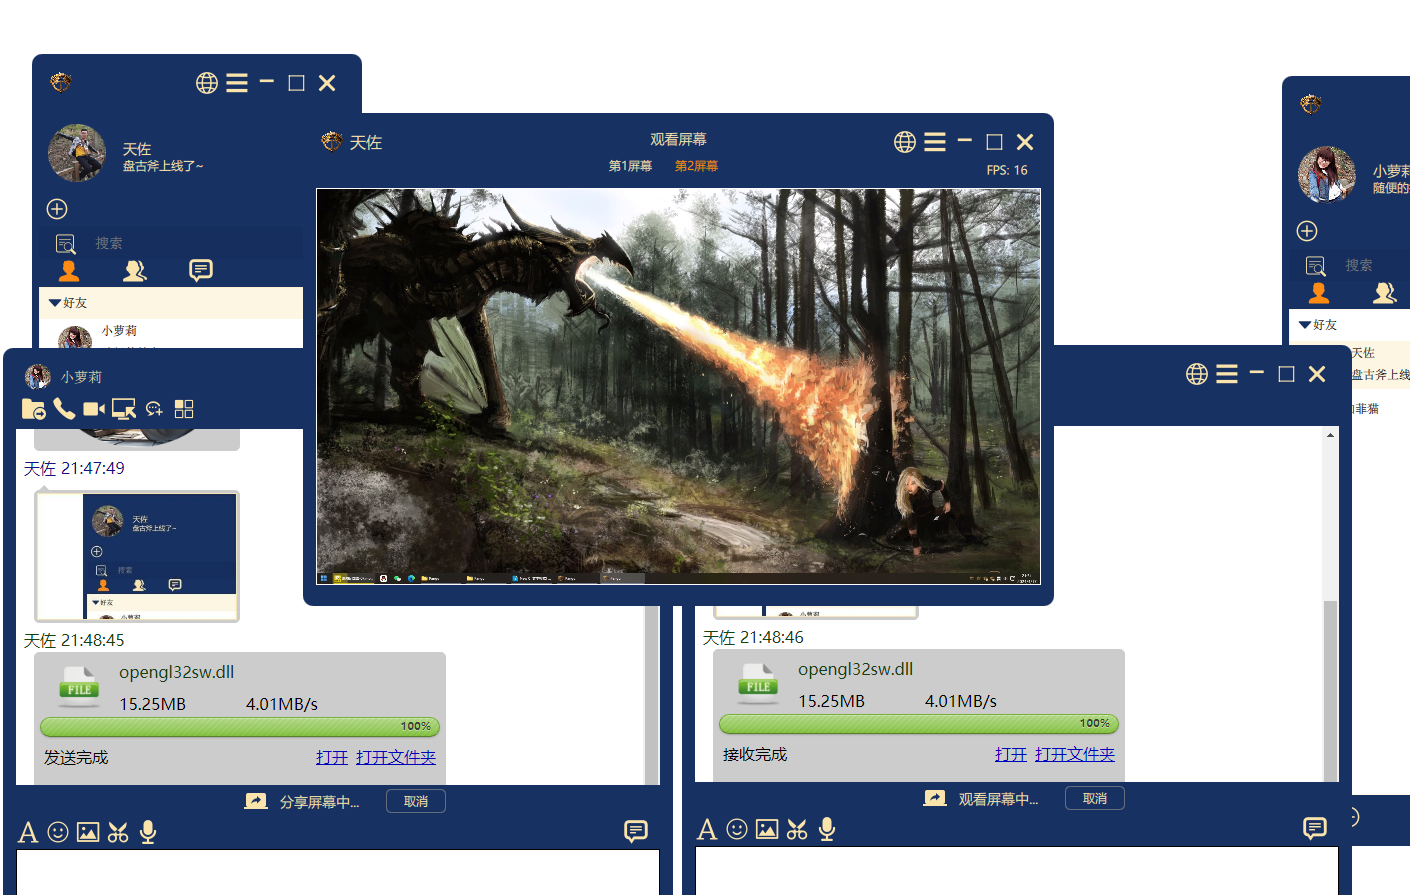 天佐
盘古斧上线了~
搜索
好友
小萝莉
天佐
观看屏幕
第1屏幕 第2屏幕
FPS: 16
小萝莉
随便的
搜索
好友
天佐
盘古斧上线
菲猫
小萝莉
天佐 21:47:49
天佐
盘古斧上线了~
搜索
好友
天佐 21:48:45
FILE
opengl32sw.dll
15.25MB 4.01MB/s
100%
发送完成 打开 打开文件夹
分享屏幕中... 取消
A
小萝莉
天佐 21:48:46
FILE
opengl32sw.dll
15.25MB 4.01MB/s
100%
接收完成 打开 打开文件夹
观看屏幕中... 取消
A